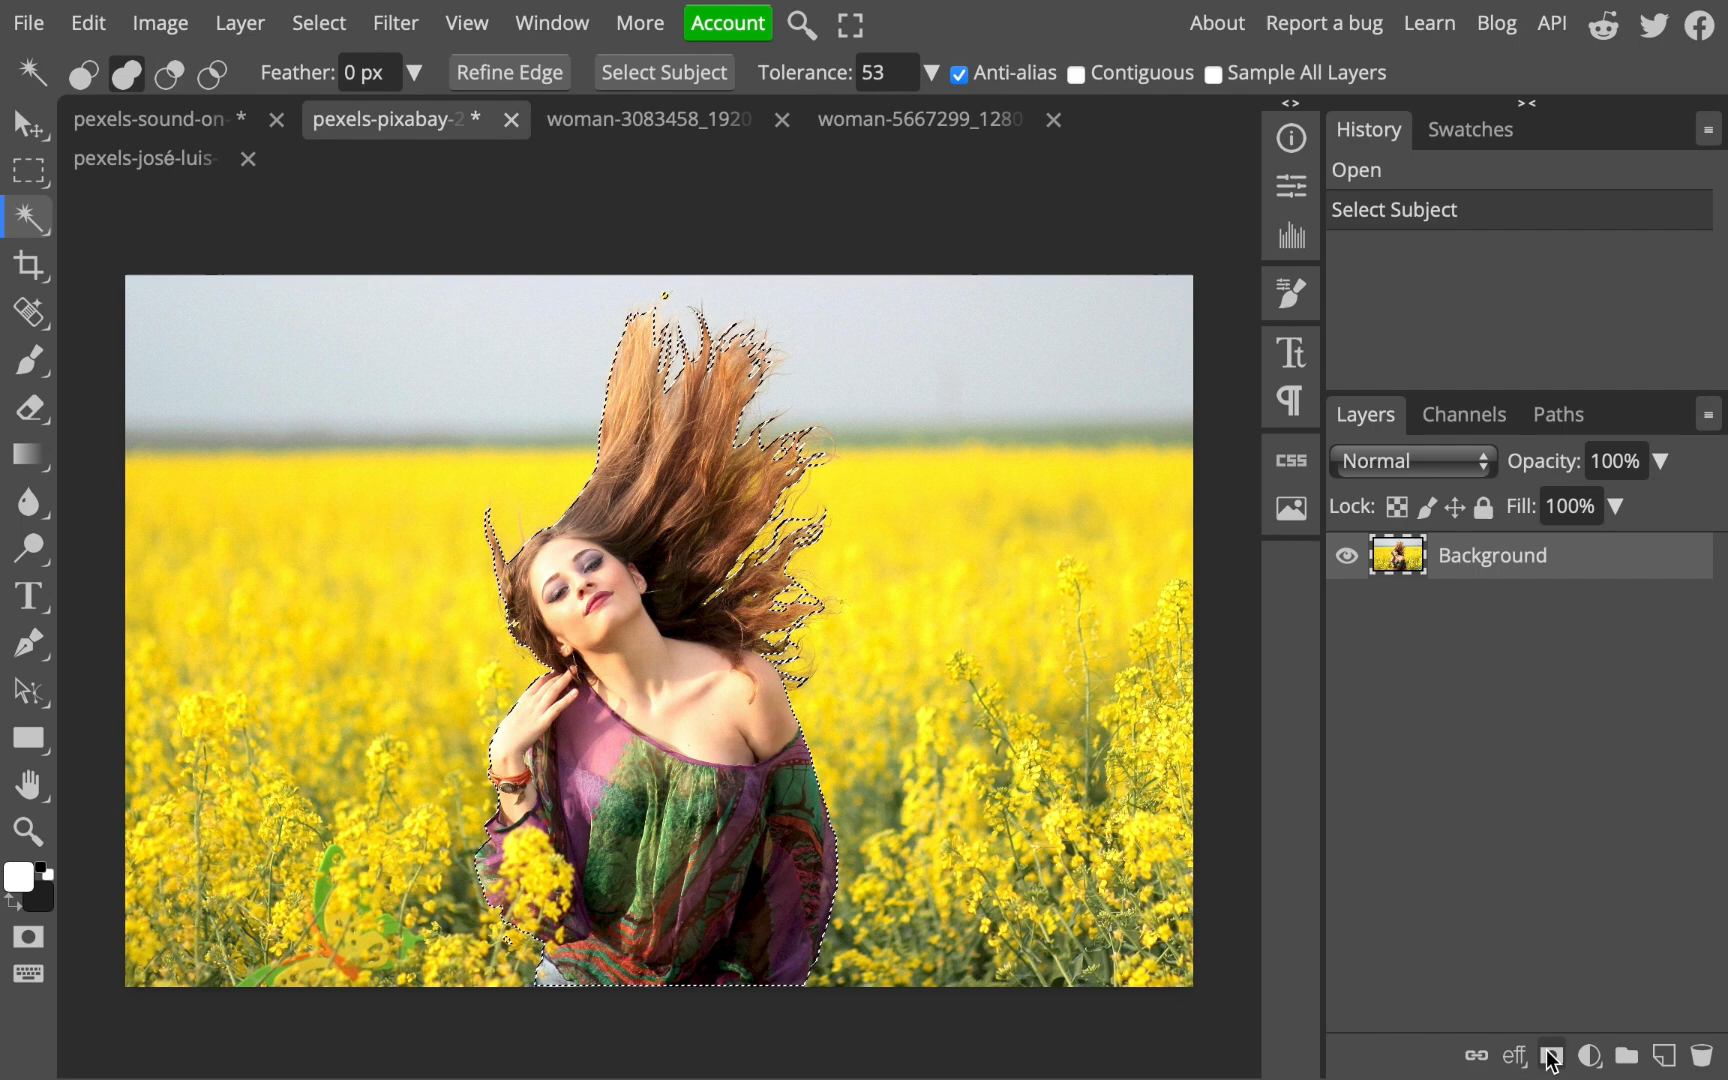 File Edit Image Layer Select Filter View Window More Account About Report a bug Learn Blog API
Feather: 0 px Refine Edge Select Subject Tolerance: 53 Anti-alias Contiguous Sample All Layers
pexels-sound-on- * pexels-pixabay-2 * woman-3083458_1920 woman-5667299_1280
pexels-josé-luis-
History Swatches
Open
Select Subject
Layers Channels Paths
CSS
Normal Opacity: 100%
Lock: Fill: 100%
Background
eff